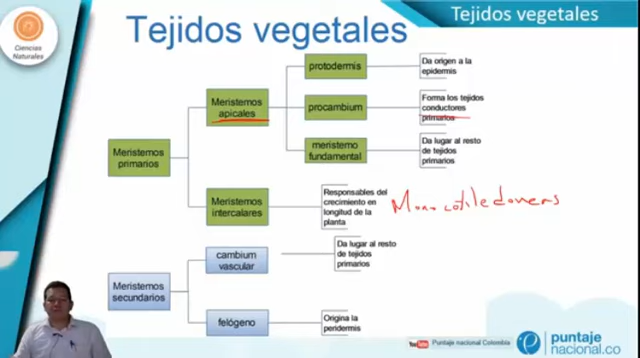 Tejidos vegetales
Ciencias
Naturales
Tejidos vegetales
protodermis
Da origen a la
epidermis
Meristemos
apicales
procambium
Forma los tejidos
conductores
primarios
meristemo
fundamental
Da lugar al resto
de tejidos
primarios
Meristemos
primarios
Meristemos
intercalares
Responsables del
crecimiento en
longitud de la
planta
Monocotiledoneas
cambium
vascular
Da lugar al resto
de tejidos
primarios
Meristemos
secundarios
felógeno
Origina la
peridermis
You Tube
Puntaje nacional Colombia
puntaje
nacional.co